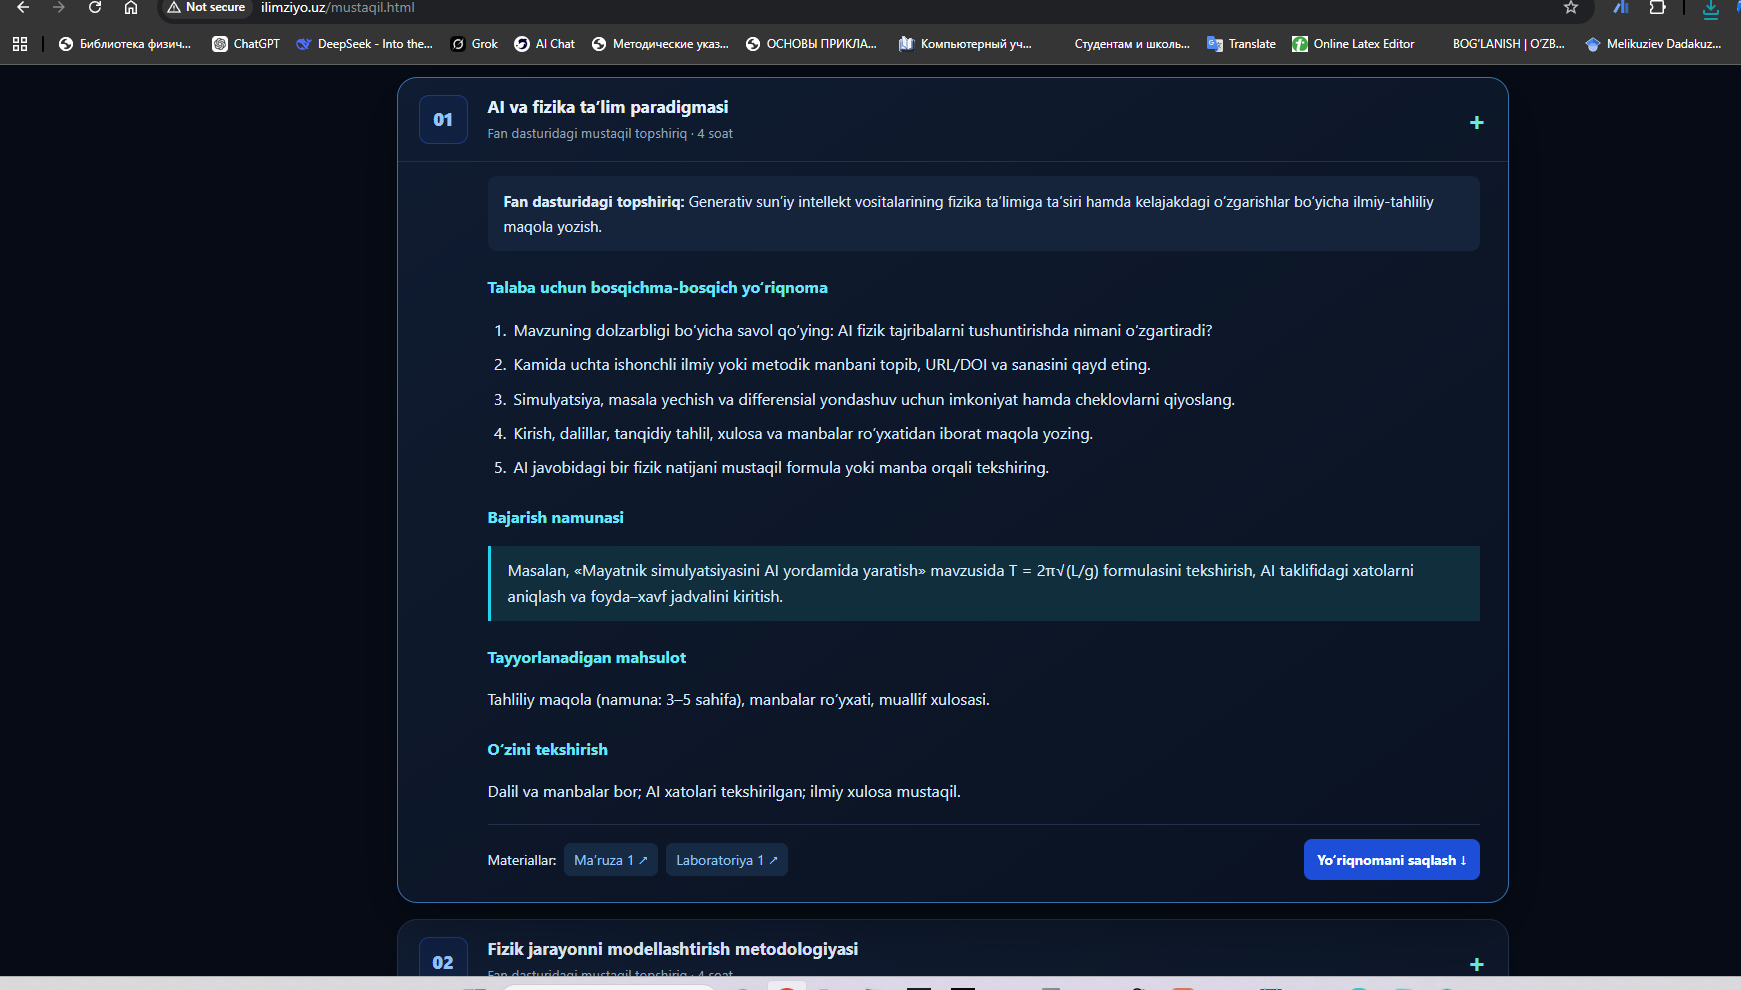 Not secure
ilimziyo.uz/mustaqil.html
Библиотека физич...
ChatGPT
DeepSeek - Into the...
Grok
AI Chat
Методические указ...
ОСНОВЫ ПРИКЛА...
Компьютерный уч...
Студентам и школь...
Translate
Online Latex Editor
BOG'LANISH | O'ZB...
Melikuziev Dadakuz...
01
AI va fizika ta’lim paradigmasi
Fan dasturidagi mustaqil topshiriq · 4 soat
+
Fan dasturidagi topshiriq: Generativ sun’iy intellekt vositalarining fizika ta’limiga ta’siri hamda kelajakdagi o‘zgarishlar bo‘yicha ilmiy-tahliliy
maqola yozish.
Talaba uchun bosqichma-bosqich yo‘riqnoma
1. Mavzuning dolzarbligi bo‘yicha savol qo‘ying: AI fizik tajribalarni tushuntirishda nimani o‘zgartiradi?
2. Kamida uchta ishonchli ilmiy yoki metodik manbani topib, URL/DOI va sanasini qayd eting.
3. Simulyatsiya, masala yechish va differensial yondashuv uchun imkoniyat hamda cheklovlarni qiyoslang.
4. Kirish, dalillar, tanqidiy tahlil, xulosa va manbalar ro‘yxatidan iborat maqola yozing.
5. AI javobidagi bir fizik natijani mustaqil formula yoki manba orqali tekshiring.
Bajarish namunasi
Masalan, «Mayatnik simulyatsiyasini AI yordamida yaratish» mavzusida T = 2π√(L/g) formulasini tekshirish, AI taklifidagi xatolarni
aniqlash va foyda–xavf jadvalini kiritish.
Tayyorlanadigan mahsulot
Tahliliy maqola (namuna: 3–5 sahifa), manbalar ro‘yxati, muallif xulosasi.
O‘zini tekshirish
Dalil va manbalar bor; AI xatolari tekshirilgan; ilmiy xulosa mustaqil.
Materiallar: Ma’ruza 1 ↗ Laboratoriya 1 ↗
Yo‘riqnomani saqlash ↓
02
Fizik jarayonni modellashtirish metodologiyasi
Fan dasturidagi mustaqil topshiriq · 4 soat
+